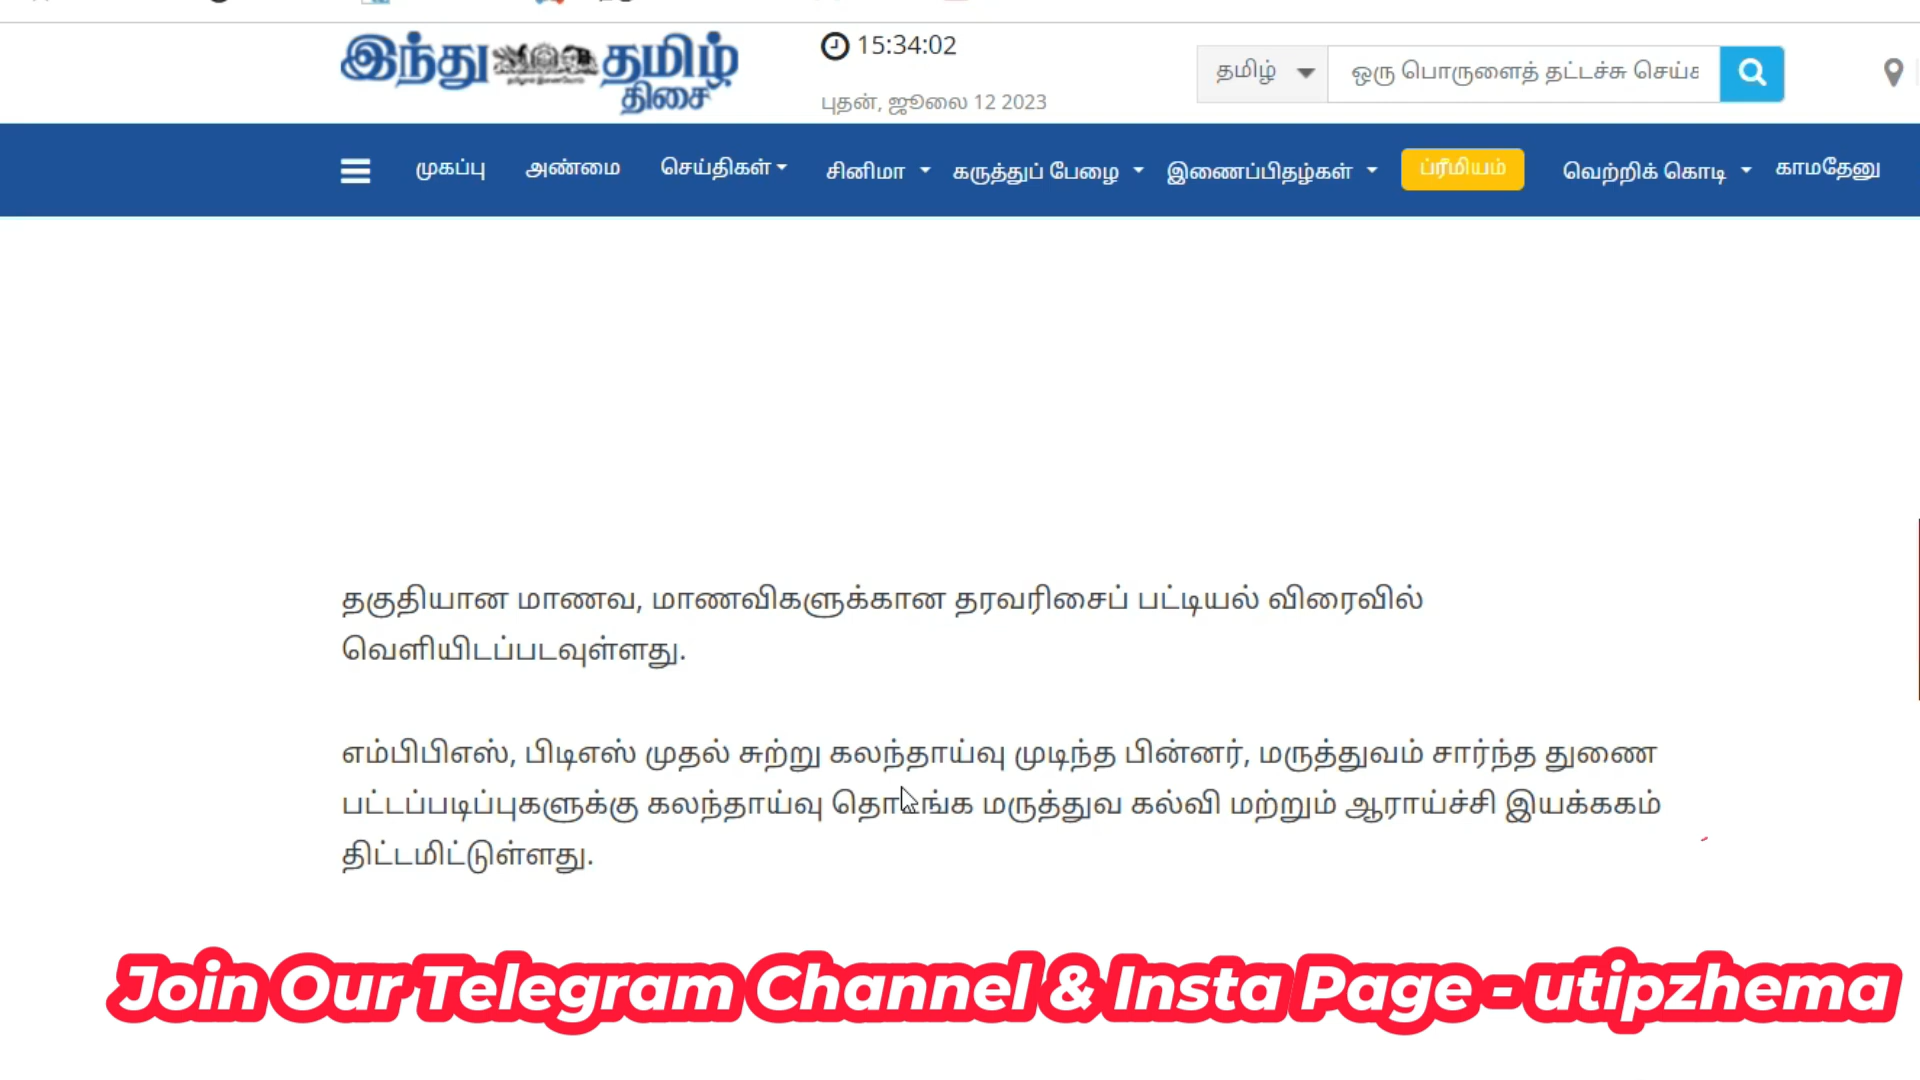 இந்து தமிழ் திசை
15:34:02
புதன், ஜூலை 12 2023
தமிழ்
ஒரு பொருளைத் தட்டச்சு செய்க
முகப்பு அண்மை செய்திகள் சினிமா கருத்துப் பேழை இணைப்பிதழ்கள் ப்ரீமியம் வெற்றிக் கொடி காமதேனு
தகுதியான மாணவ, மாணவிகளுக்கான தரவரிசைப் பட்டியல் விரைவில்
வெளியிடப்படவுள்ளது.
எம்பிபிஎஸ், பிடிஎஸ் முதல் சுற்று கலந்தாய்வு முடிந்த பின்னர், மருத்துவம் சார்ந்த துணை
பட்டப்படிப்புகளுக்கு கலந்தாய்வு தொடங்க மருத்துவ கல்வி மற்றும் ஆராய்ச்சி இயக்ககம்
திட்டமிட்டுள்ளது.
Join Our Telegram Channel & Insta Page - utipzhema